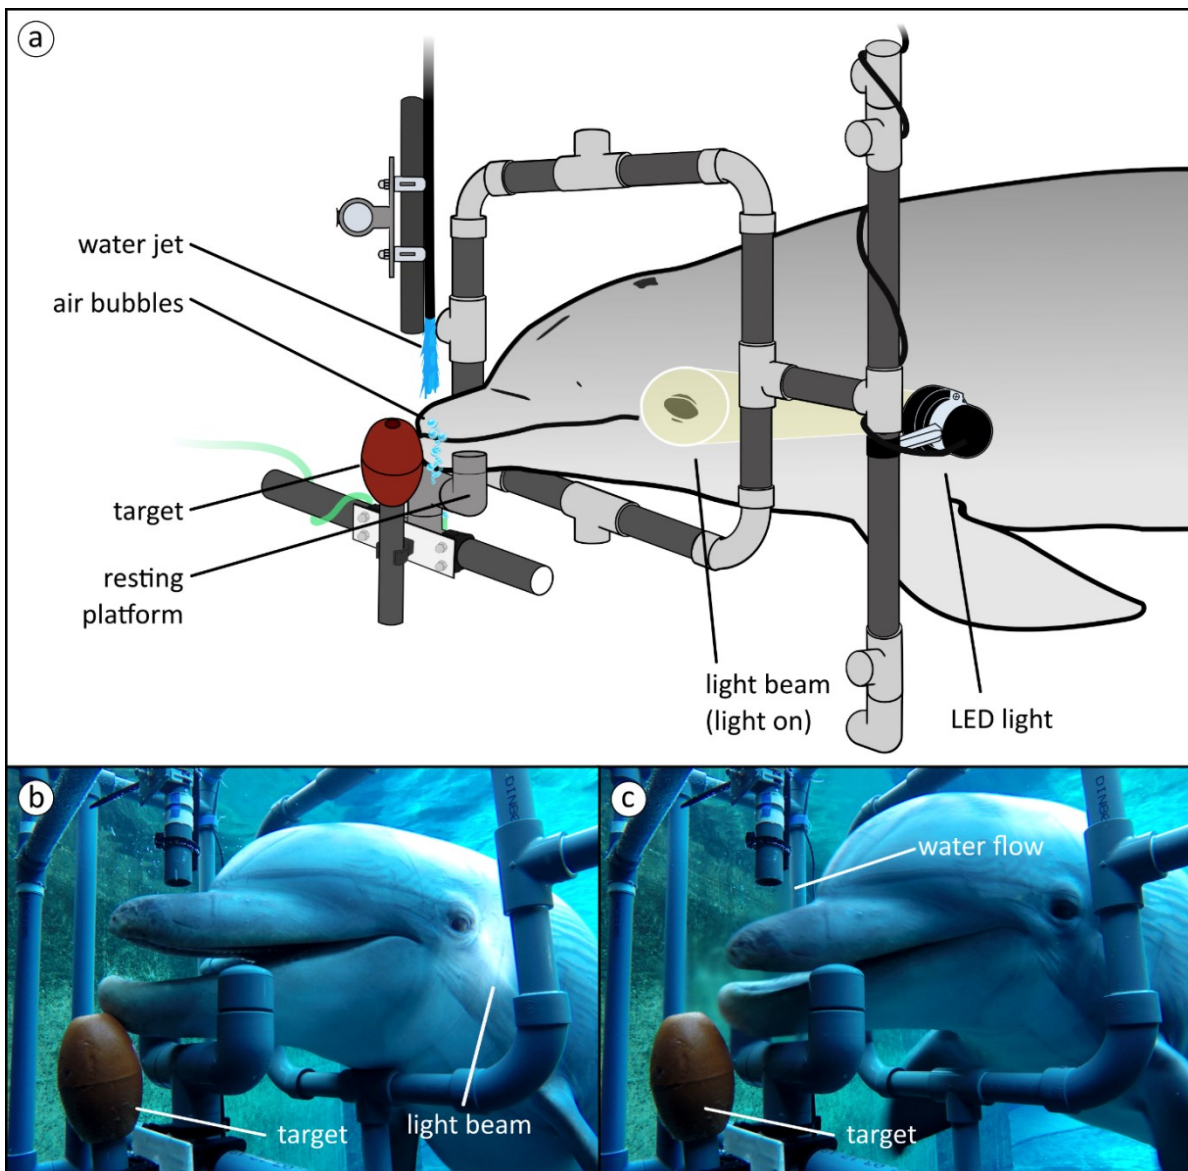 a
water jet
air bubbles
target
resting
platform
light beam
(light on)
LED light
b
target
light beam
c
water flow
target